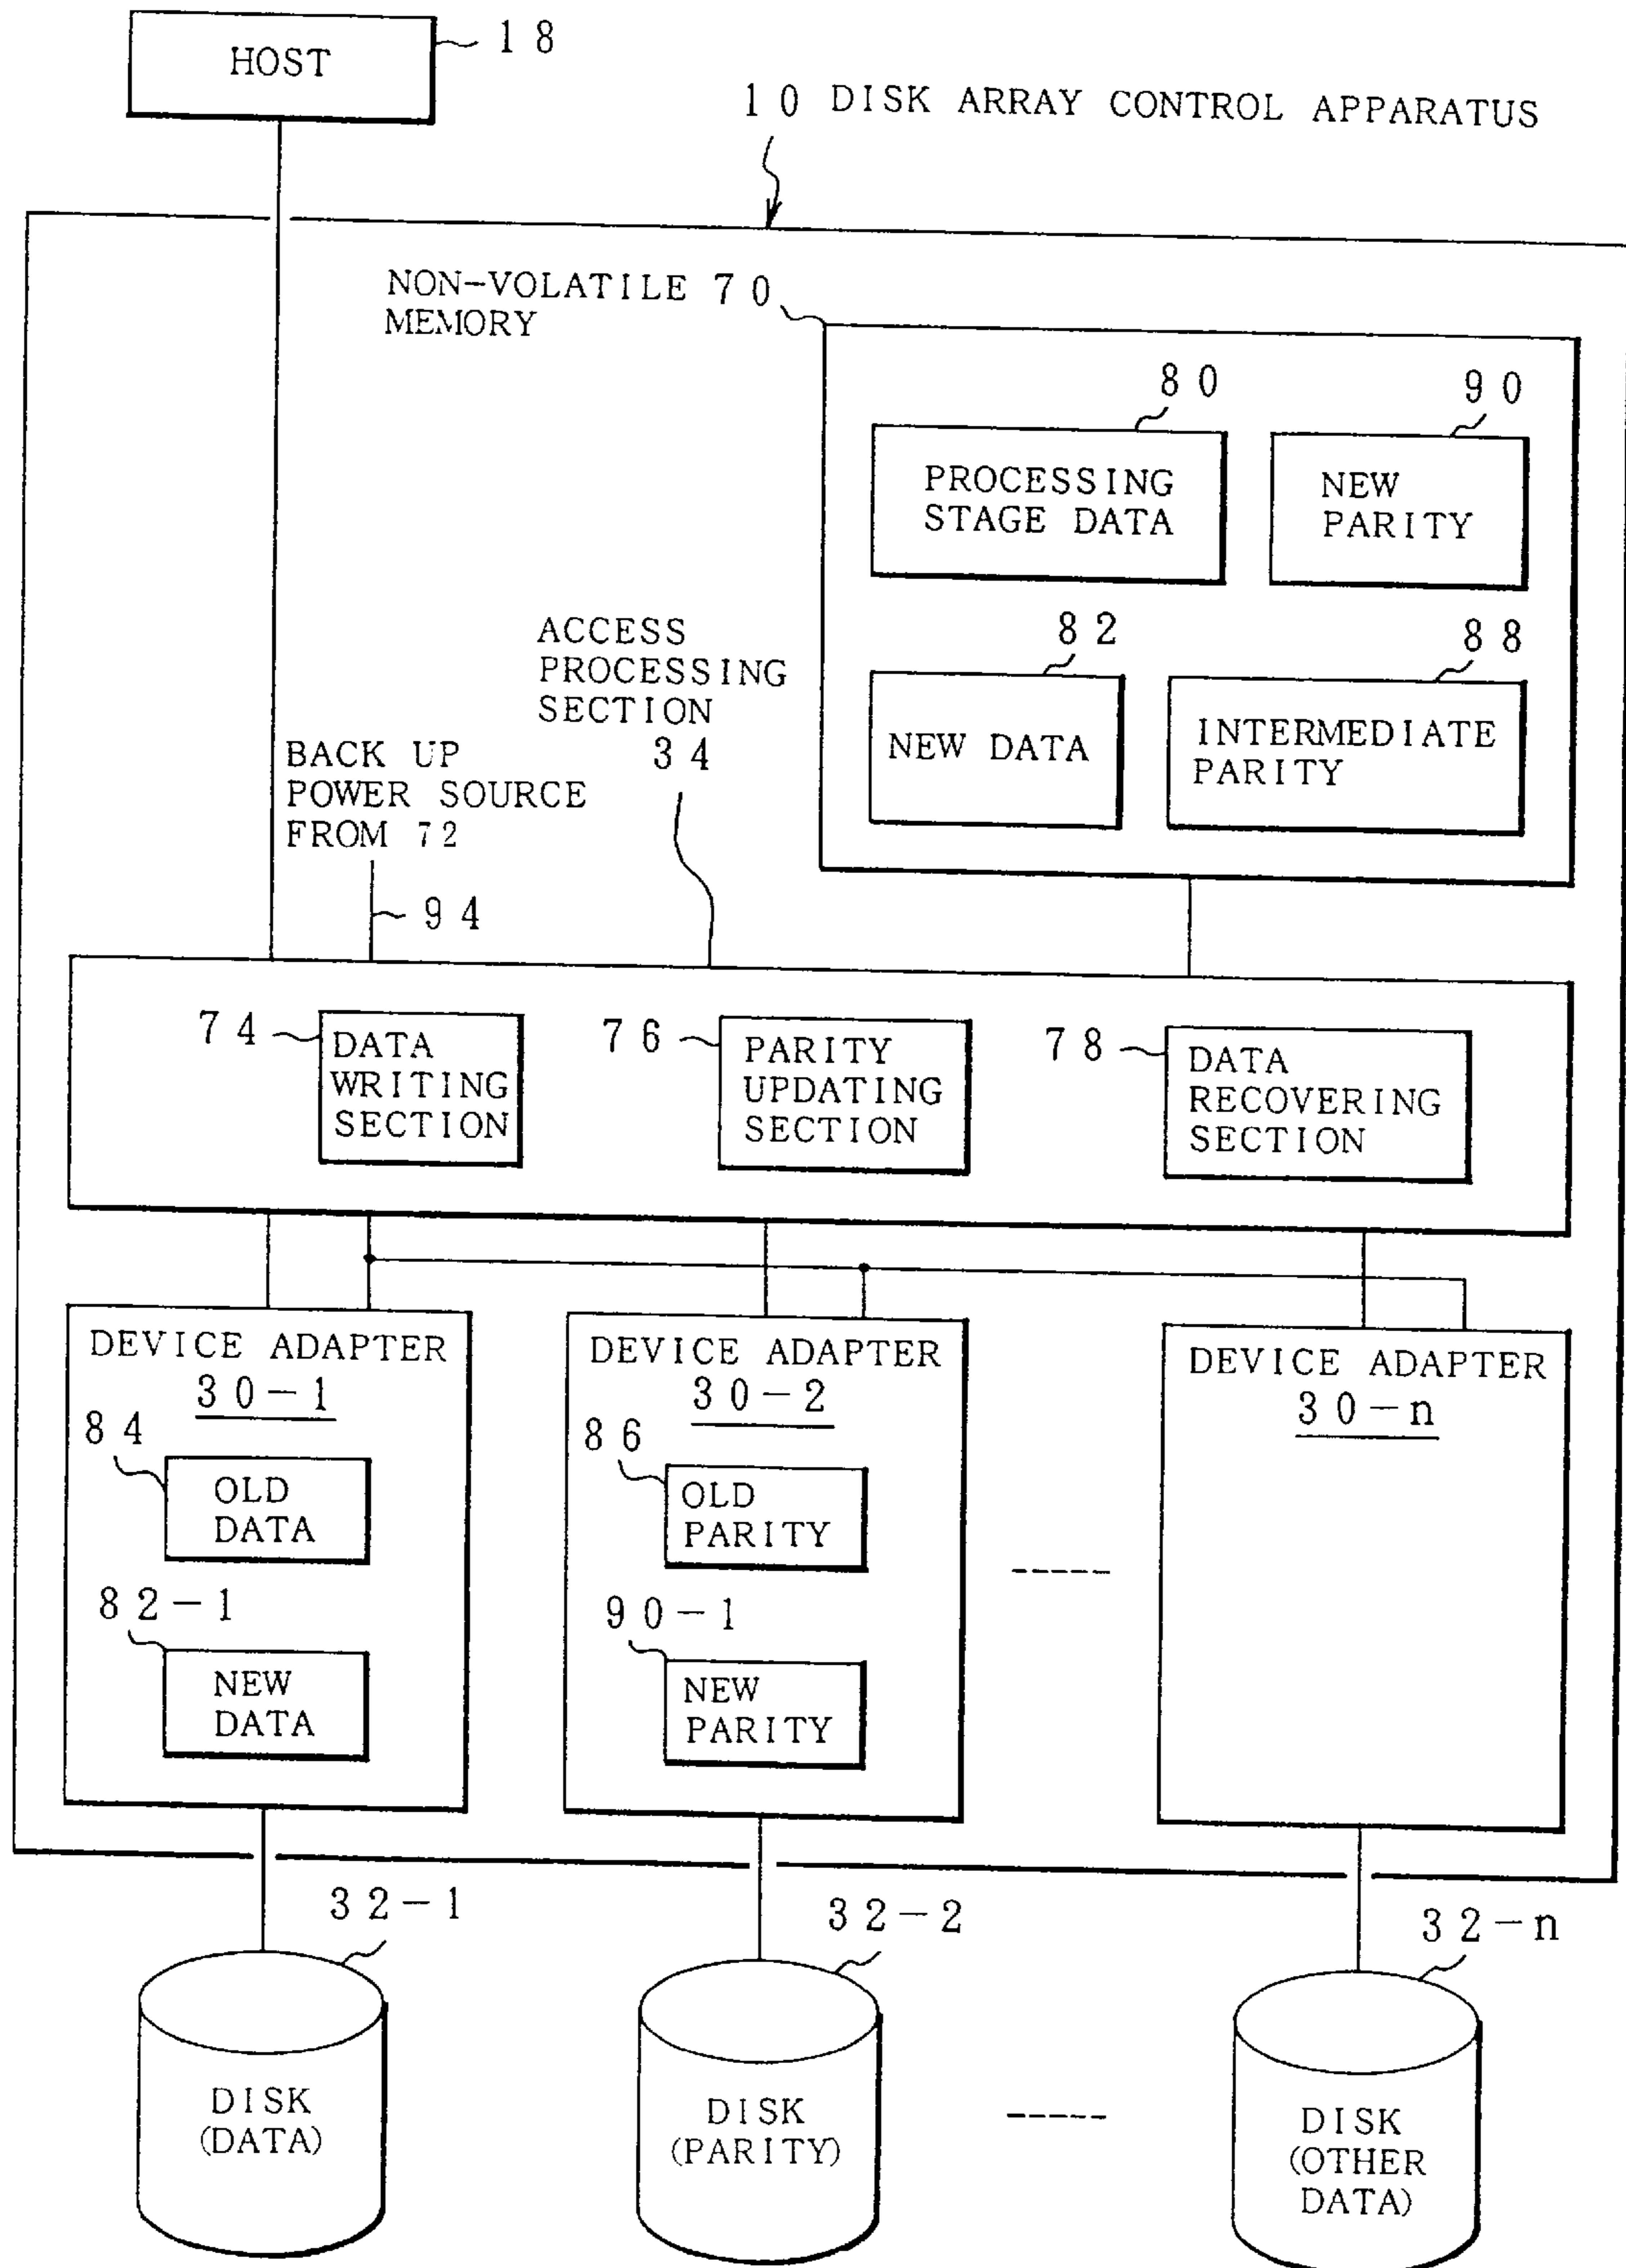 HOST
18
10 DISK ARRAY CONTROL APPARATUS
NON-VOLATILE 70
MEMORY
80
90
PROCESSING
STAGE DATA
NEW
PARITY
ACCESS
PROCESSING
SECTION
34
82
88
NEW DATA
INTERMEDIATE
PARITY
BACK UP
POWER SOURCE
FROM 72
94
74
DATA
WRITING
SECTION
76
PARITY
UPDATING
SECTION
78
DATA
RECOVERING
SECTION
DEVICE ADAPTER
30-1
84
OLD
DATA
82-1
NEW
DATA
DEVICE ADAPTER
30-2
86
OLD
PARITY
90-1
NEW
PARITY
DEVICE ADAPTER
30-n
32-1
32-2
32-n
DISK
(DATA)
DISK
(PARITY)
DISK
(OTHER
DATA)